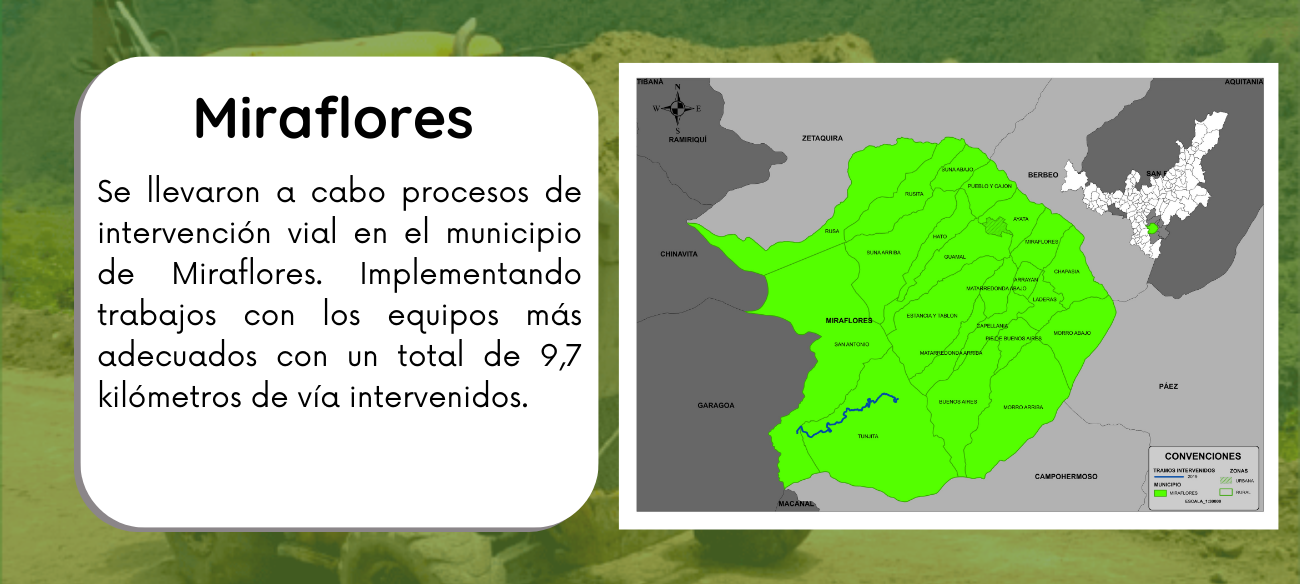 Miraflores
Se llevaron a cabo procesos de
intervención vial en el municipio
de Miraflores. Implementando
trabajos con los equipos más
adecuados con un total de 9,7
kilómetros de vía intervenidos.
TIBANÁ
AQUITANIA
N
W E
S
RAMIRIQUÍ
ZETAQUIRA
BERBEO
CHINAVITA
SUNA ABAJO
PUEBLO Y CAJON
RUSITA
AYATA
RUSA
HATO
MIRAFLORES
SUNA ARRIBA
GUAMAL
CHAPASIA
ARRAYAN
MATARREDONDA ABAJO
LADERAS
ESTANCIA Y TABLON
MIRAFLORES
CAPELLANIA
MORRO ABAJO
PIE DE BUENOS AIRES
SAN ANTONIO
MATARREDONDA ARRIBA
PÁEZ
BUENOS AIRES
GARAGOA
MORRO ARRIBA
TUNJITA
CAMPOHERMOSO
MACANAL
CONVENCIONES
TRAMOS INTERVENIDOS
2019
MUNICIPIO
MIRAFLORES
ZONAS
URBANA
RURAL